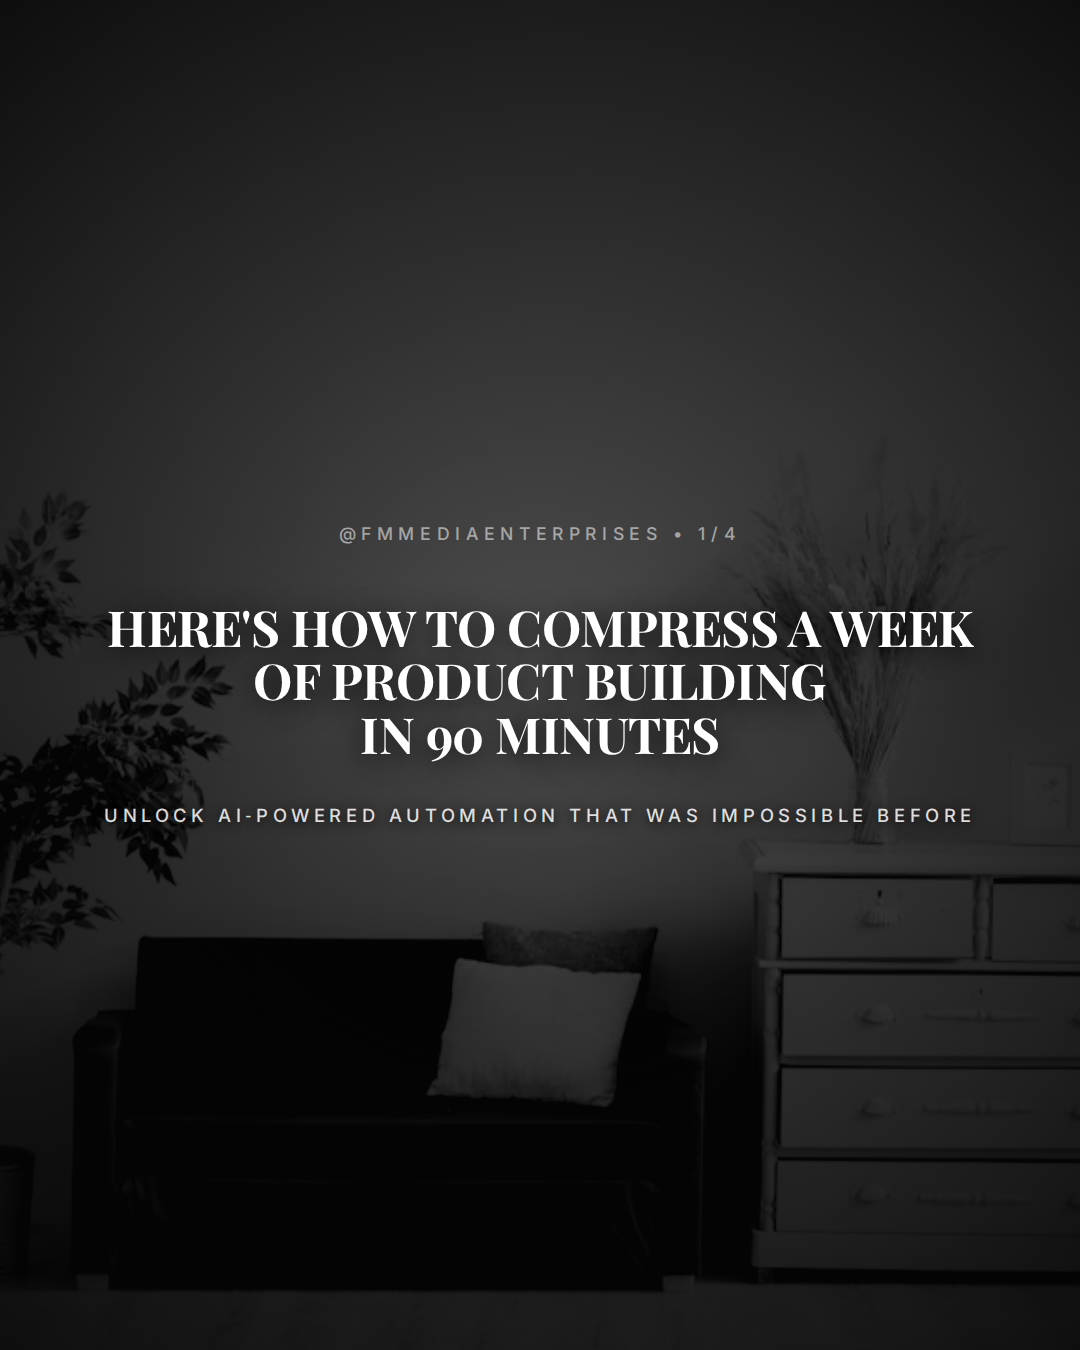 @FMMEDIAENTERPRISES • 1/4
HERE'S HOW TO COMPRESS A WEEK
OF PRODUCT BUILDING
IN 90 MINUTES
UNLOCK AI-POWERED AUTOMATION THAT WAS IMPOSSIBLE BEFORE